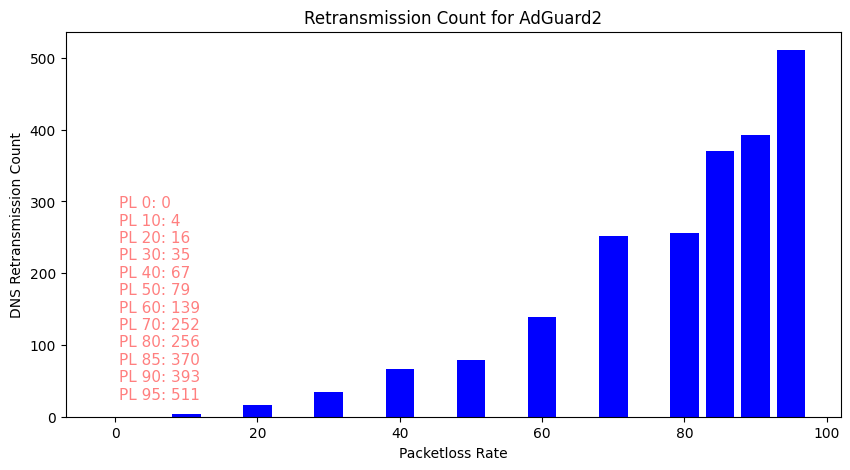 Retransmission Count for AdGuard2
DNS Retransmission Count
500
400
300
200
100
0
PL 0: 0
PL 10: 4
PL 20: 16
PL 30: 35
PL 40: 67
PL 50: 79
PL 60: 139
PL 70: 252
PL 80: 256
PL 85: 370
PL 90: 393
PL 95: 511
0 20 40 60 80 100
Packetloss Rate